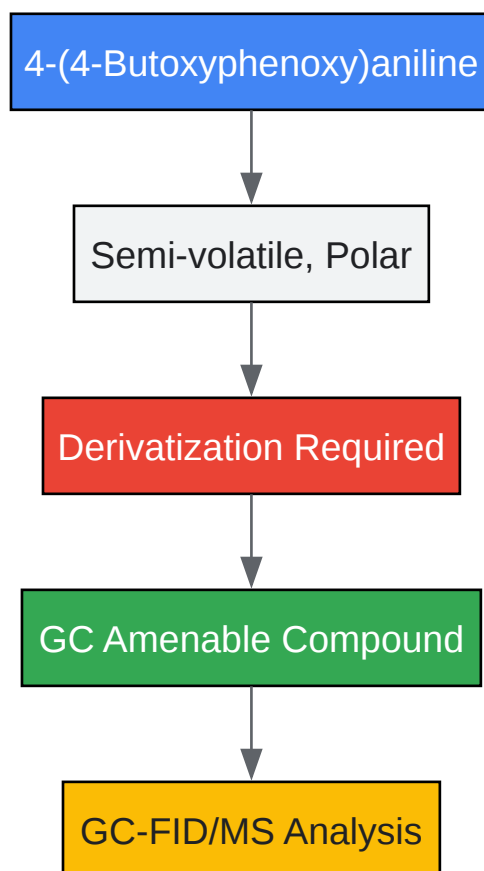 4-(4-Butoxyphenoxy)aniline
Semi-volatile, Polar
Derivatization Required
GC Amenable Compound
GC-FID/MS Analysis